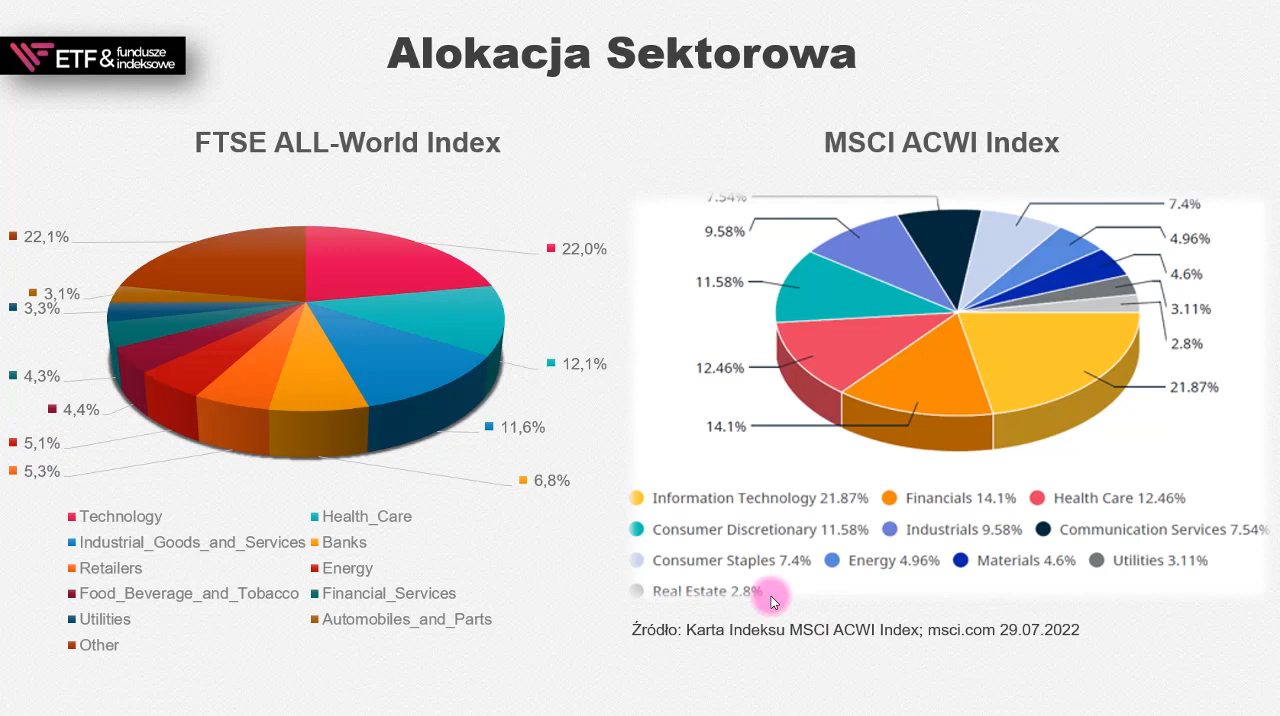 ETF& fundusze indeksowe
Alokacja Sektorowa
FTSE ALL-World Index
22,1%
22,0%
3,1%
3,3%
12,1%
4,3%
4,4%
11,6%
5,1%
5,3%
6,8%
Technology
Health_Care
Industrial_Goods_and_Services
Banks
Retailers
Energy
Food_Beverage_and_Tobacco
Financial_Services
Utilities
Automobiles_and_Parts
Other
MSCI ACWI Index
7.54%
7.4%
9.58%
4.96%
11.58%
4.6%
3.11%
2.8%
12.46%
21.87%
14.1%
Information Technology 21.87%
Financials 14.1%
Health Care 12.46%
Consumer Discretionary 11.58%
Industrials 9.58%
Communication Services 7.54%
Consumer Staples 7.4%
Energy 4.96%
Materials 4.6%
Utilities 3.11%
Real Estate 2.8%
Źródło: Karta Indeksu MSCI ACWI Index; msci.com 29.07.2022